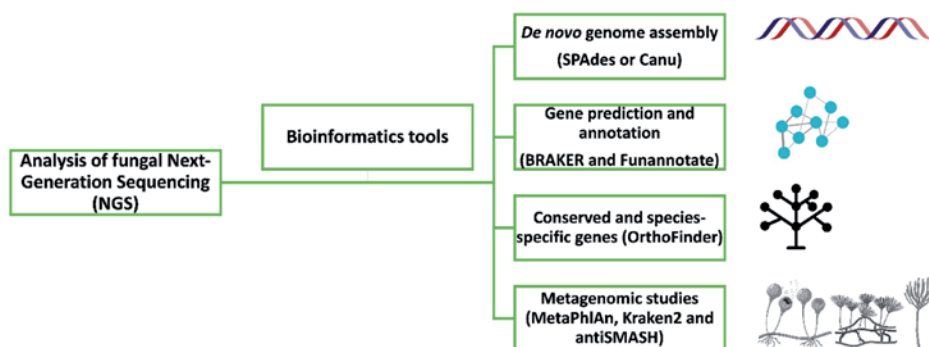 Analysis of fungal Next-
Generation Sequencing
(NGS)
Bioinformatics tools
De novo genome assembly
(SPAdes or Canu)
Gene prediction and
annotation
(BRAKER and Funannotate)
Conserved and species-
specific genes (OrthoFinder)
Metagenomic studies
(MetaPhlAn, Kraken2 and
antiSMASH)